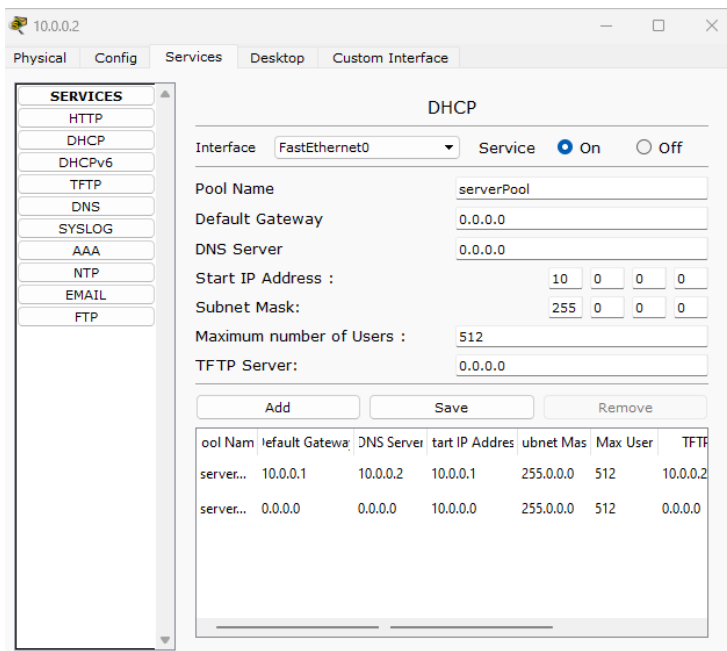 10.0.0.2
Physical Config Services Desktop Custom Interface
SERVICES
HTTP
DHCP
DHCPv6
TFTP
DNS
SYSLOG
AAA
NTP
EMAIL
FTP
DHCP
Interface FastEthernet0 Service On Off
Pool Name serverPool
Default Gateway 0.0.0.0
DNS Server 0.0.0.0
Start IP Address : 10 0 0 0
Subnet Mask: 255 0 0 0
Maximum number of Users : 512
TFTP Server: 0.0.0.0
Add Save Remove
ool Nam efault Gateway DNS Server tart IP Addres ubnet Mas Max User TFTP
server... 10.0.0.1 10.0.0.2 10.0.0.1 255.0.0.0 512 10.0.0.2
server... 0.0.0.0 0.0.0.0 10.0.0.0 255.0.0.0 512 0.0.0.0